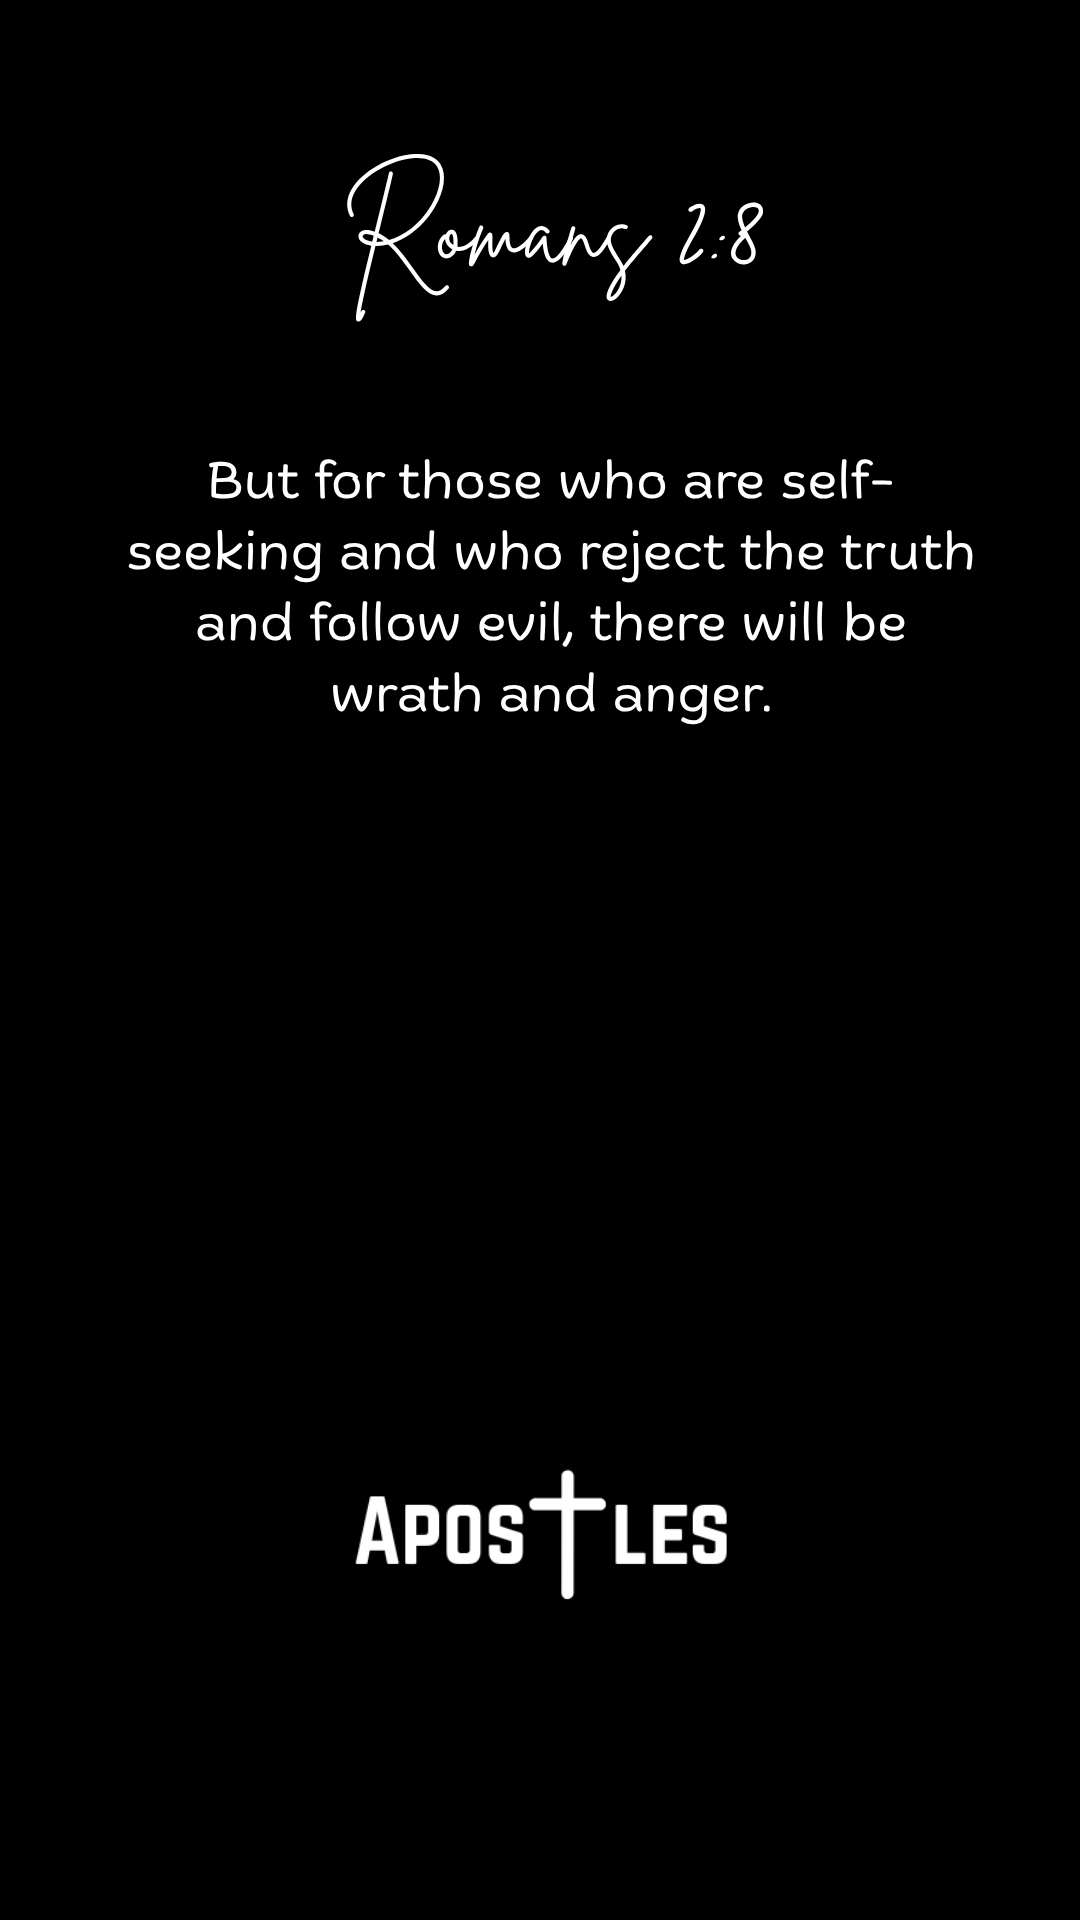 Romans 2:8
But for those who are self-
seeking and who reject the truth
and follow evil, there will be
wrath and anger.
APOSTLES